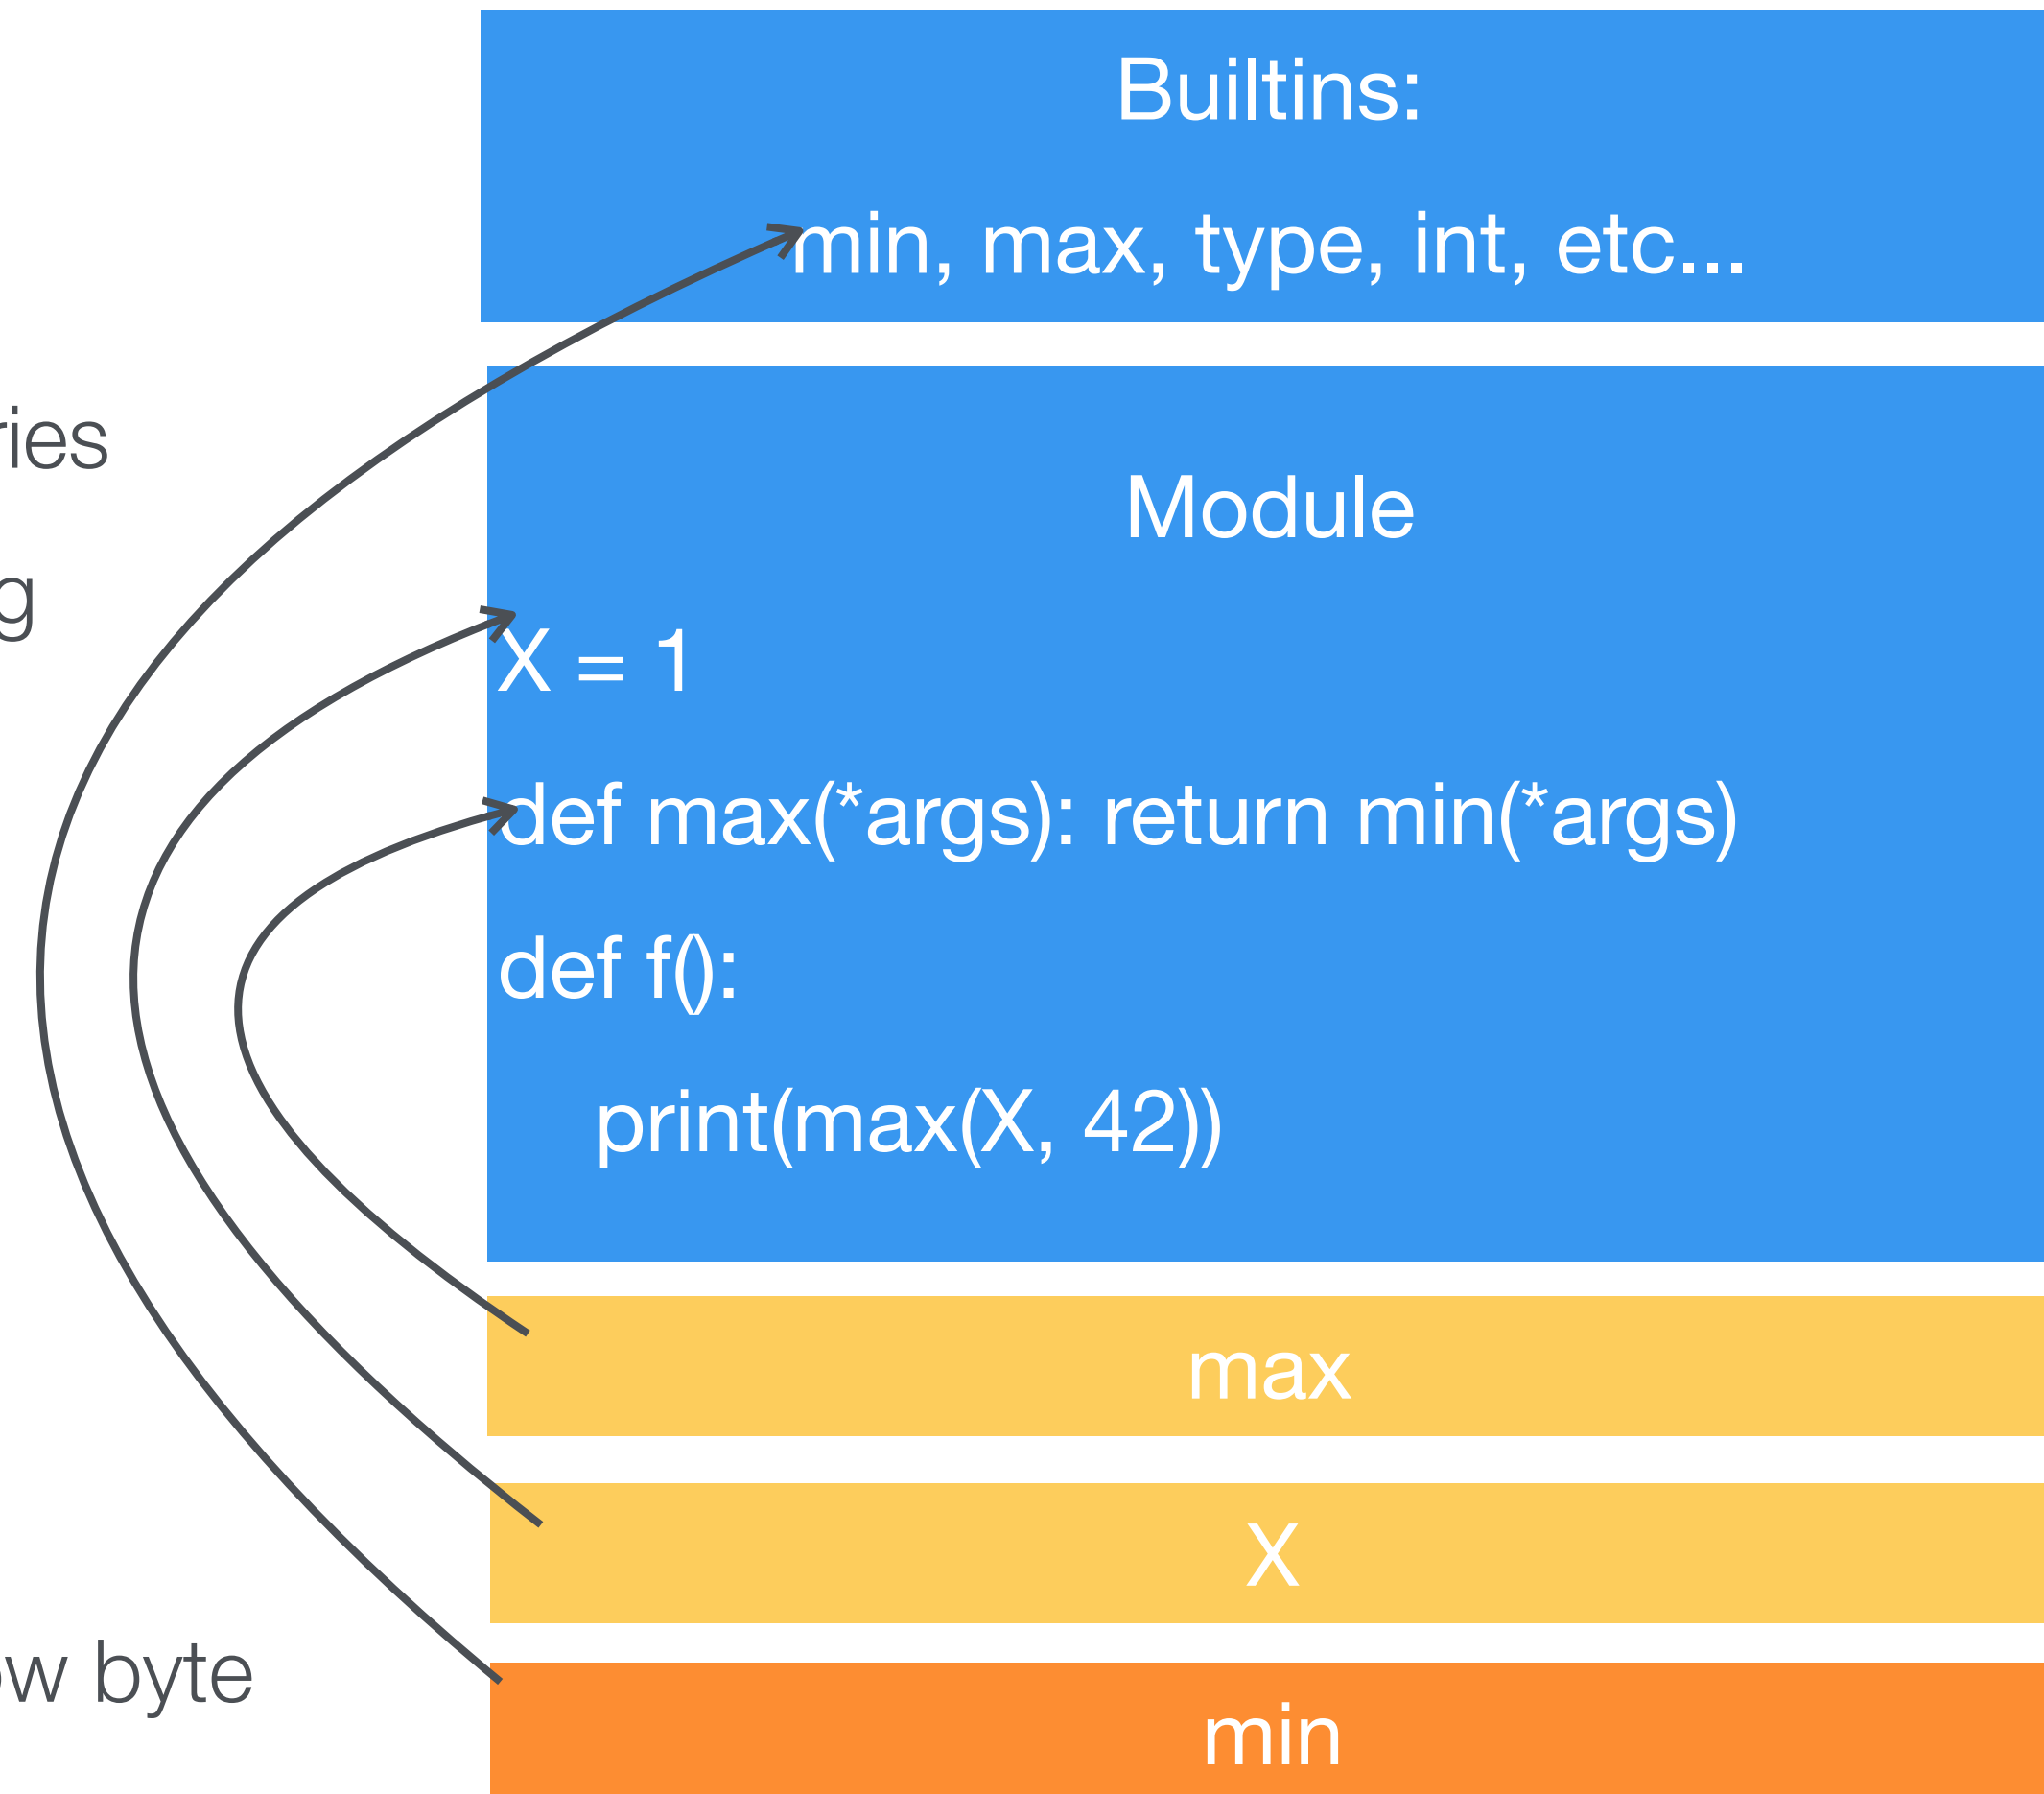 Builtins:
min, max, type, int, etc...
ries
g
Module
X = 1
def max(*args): return min(*args)
def f():
print(max(X, 42))
max
X
byte
min